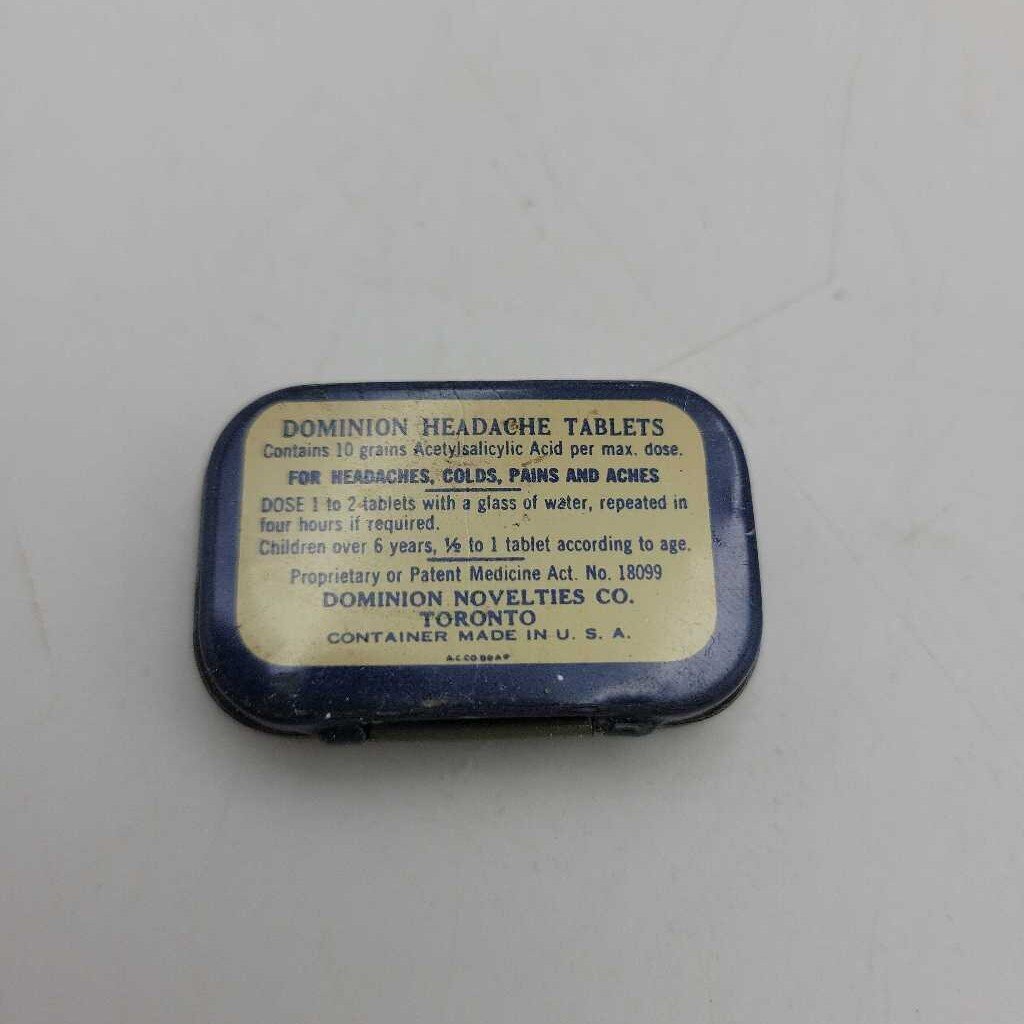 DOMINION HEADACHE TABLETS
Contains 10 grains Acetylsalicylic Acid per max. dose.
FOR HEADACHES, COLDS, PAINS AND ACHES
DOSE 1 to 2 tablets with a glass of water, repeated in
four hours if required.
Children over 6 years, ½ to 1 tablet according to age.
Proprietary or Patent Medicine Act. No. 18099
DOMINION NOVELTIES CO.
TORONTO
CONTAINER MADE IN U. S. A.